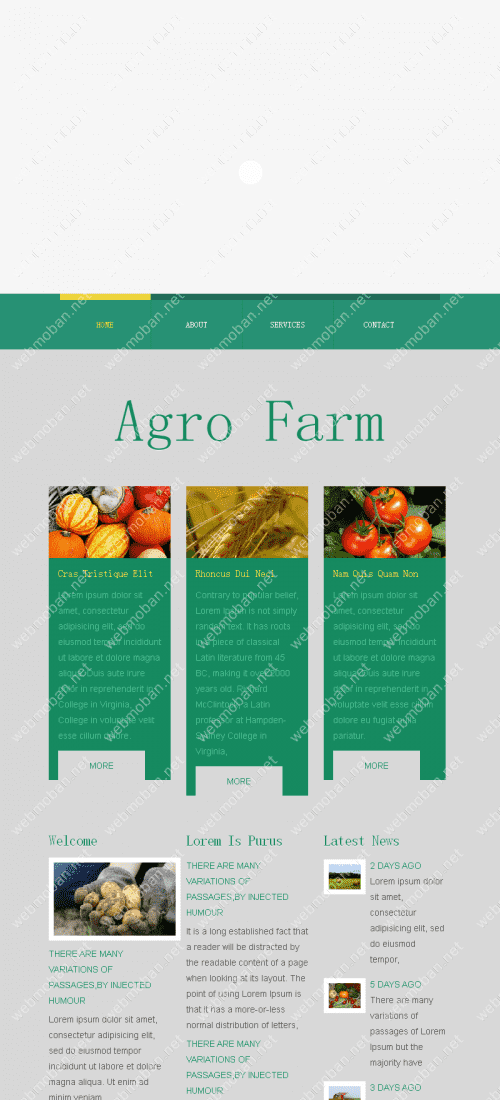 HOME ABOUT SERVICES CONTACT
Agro Farm
Cras Tristique Elit
Lorem ipsum dolor sit
amet, consectetur
adipisicing elit, sed do
eiusmod tempor incididunt
ut labore et dolore magna
aliqua.Duis aute irure
dolor in reprehenderit in
College in Virginia,
College in voluptate velit
esse cillum dolore
MORE
Rhoncus Dui Neci
Contrary to popular belief,
Lorem Ipsum is not simply
random text. It has roots
in a piece of classical
Latin literature from 45
BC, making it over 2000
years old. Richard
McClintock, a Latin
professor at Hampden-
Sydney College in
Virginia,
MORE
Nam Quis Quam Non
Lorem ipsum dolor sit
amet, consectetur
adipisicing elit, sed do
eiusmod tempor incididunt
ut labore et dolore magna
aliqua.Duis aute irure
dolor in reprehenderit in
voluptate velit esse cillum
dolore eu fugiat nulla
pariatur.
MORE
Welcome
THERE ARE MANY
VARIATIONS OF
PASSAGES,BY INJECTED
HUMOUR
Lorem ipsum dolor sit amet,
consectetur adipisicing elit,
sed do eiusmod tempor
incididunt ut labore et dolore
magna aliqua. Ut enim ad
minim veniam
Lorem Is Purus
THERE ARE MANY
VARIATIONS OF
PASSAGES,BY INJECTED
HUMOUR
It is a long established fact that
a reader will be distracted by
the readable content of a page
when looking at its layout. The
point of using Lorem Ipsum is
that it has a more-or-less
normal distribution of letters,
THERE ARE MANY
VARIATIONS OF
PASSAGES,BY INJECTED
HUMOUR
Latest News
2 DAYS AGO
Lorem ipsum dolor
sit amet,
consectetur
adipisicing elit, sed
do eiusmod
tempor,
5 DAYS AGO
There are many
variations of
passages of Lorem
Ipsum but the
majority have
3 DAYS AGO
webmoban.net